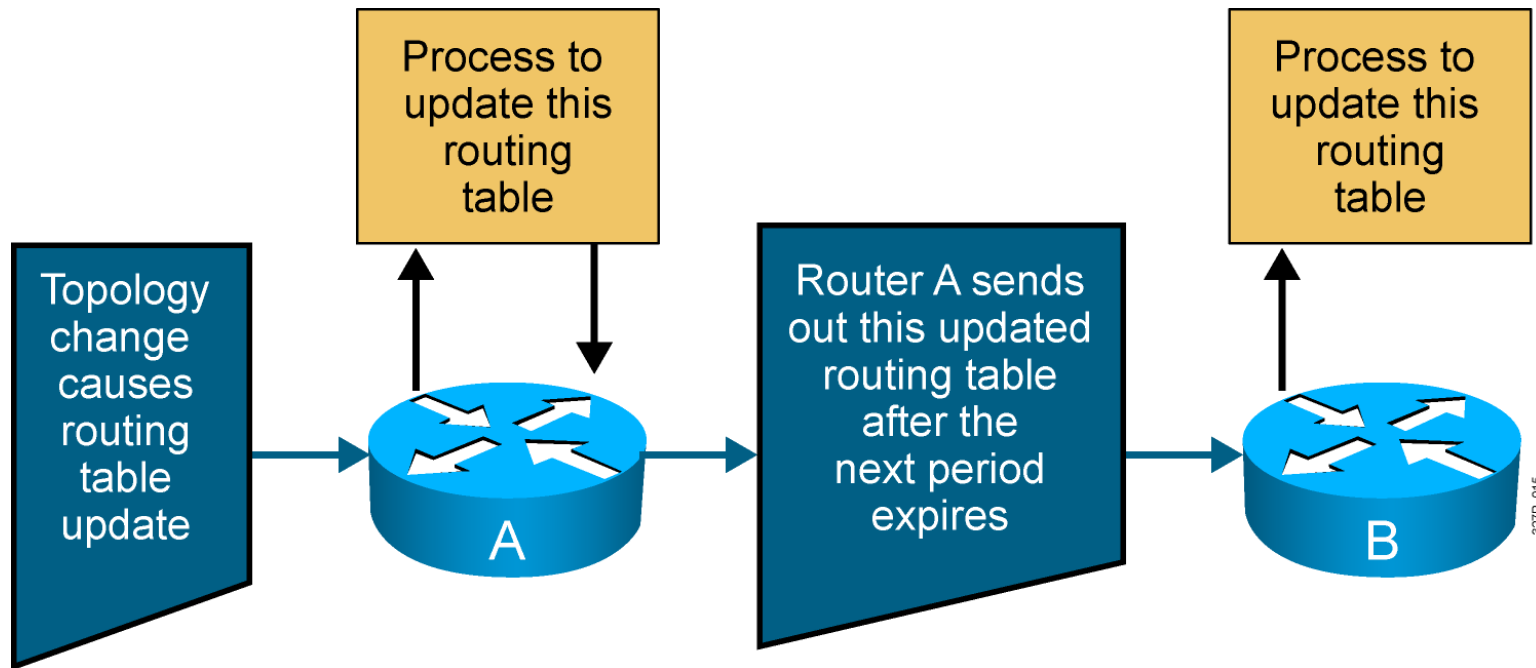 Process to
update this
routing
table
Process to
update this
routing
table
Topology
change
causes
routing
table
update
Router A sends
out this updated
routing table
after the
next period
expires
A
B